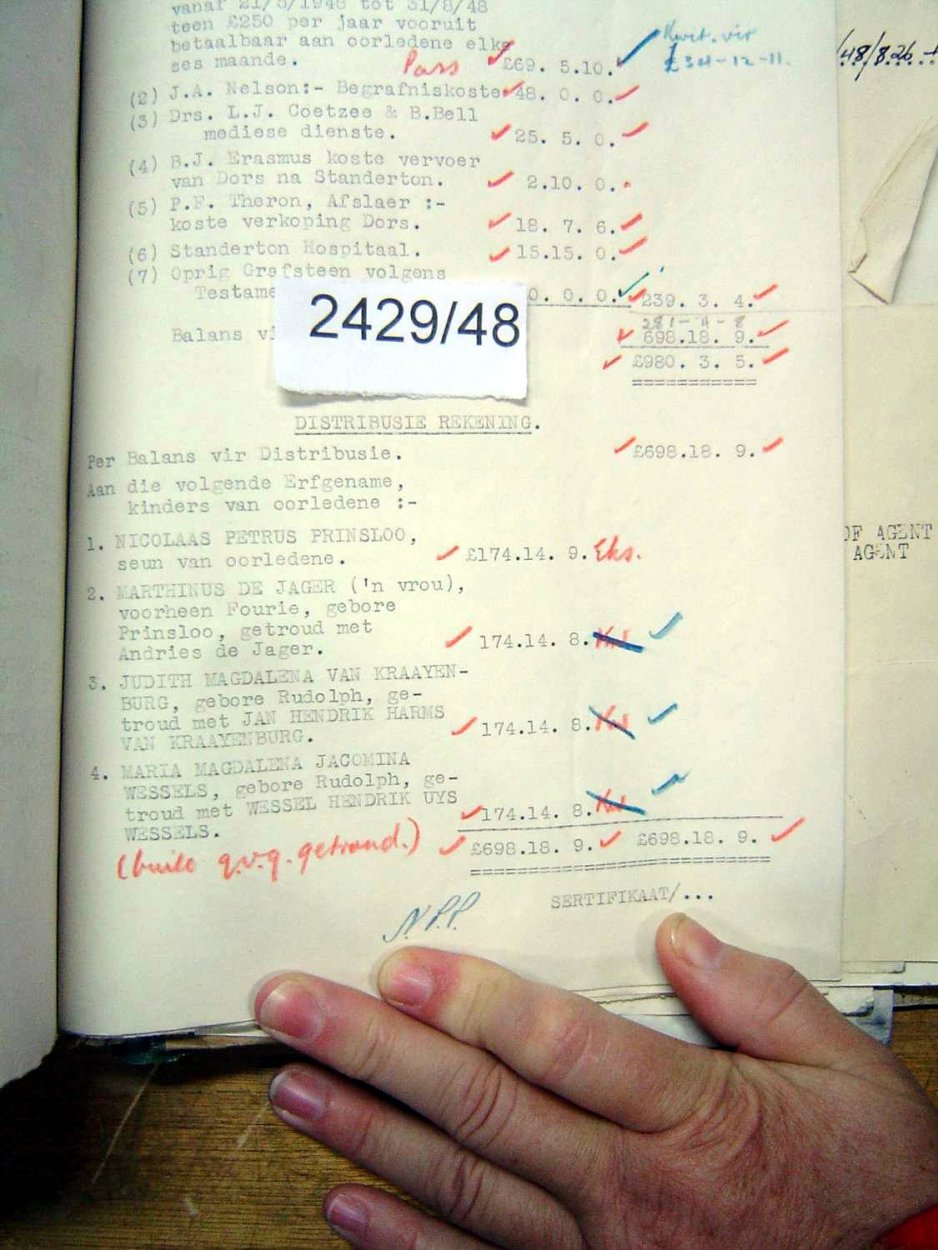 vanaf 21/3/1948 tot 31/8/48
teen £250 per jaar vooruit
betaalbaar aan oorledene elke
ses maande. Pars £69. 5.10. Kwit. vir
£34-12-11.
/48/826
(2) J.A. Nelson:- Begrafniskoste 48. 0. 0.
(3) Drs. L.J. Coetzee & B.Bell
mediese dienste. 25. 5. 0.
(4) B.J. Erasmus koste vervoer
van Dors na Standerton. 2.10. 0.
(5) P.F. Theron, Afslaer :-
koste verkoping Dors. 18. 7. 6.
(6) Standerton Hospitaal. 15.15. 0.
(7) Oprig Grafsteen volgens
Testame 0. 0. 0. 239. 3. 4.
281-4-8
Balans vi 698.18. 9.
£980. 3. 5.
2429/48
DISTRIBUSIE REKENING.
Per Balans vir Distribusie. £698.18. 9.
Aan die volgende Erfgename,
kinders van oorledene :-
1. NICOLAAS PETRUS PRINSLOO,
seun van oorledene. £174.14. 9. Eks.
2. MARTHINUS DE JAGER ('n vrou),
voorheen Fourie, gebore
Prinsloo, getroud met
Andries de Jager. 174.14. 8.
3. JUDITH MAGDALENA VAN KRAAYEN-
BURG, gebore Rudolph, ge-
troud met JAN HENDRIK HARMS
VAN KRAAYENBURG. 174.14. 8.
4. MARIA MAGDALENA JACOMINA
WESSELS, gebore Rudolph, ge-
troud met WESSEL HENDRIK UYS
WESSELS. 174.14. 8.
(buite g.v.g. getroud.) £698.18. 9. £698.18. 9.
SERTIFIKAAT/...
N.P.P.
OF AGENT
AGENT